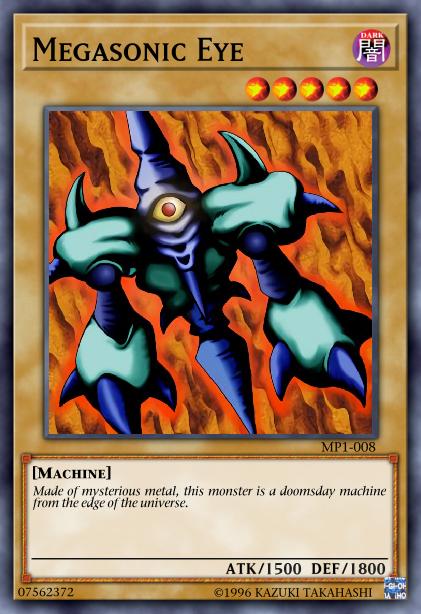 MEGASONIC EYE
DARK
闇
MP1-008
[MACHINE]
Made of mysterious metal, this monster is a doomsday machine
from the edge of the universe.
ATK/1500 DEF/1800
07562372
©1996 KAZUKI TAKAHASHI